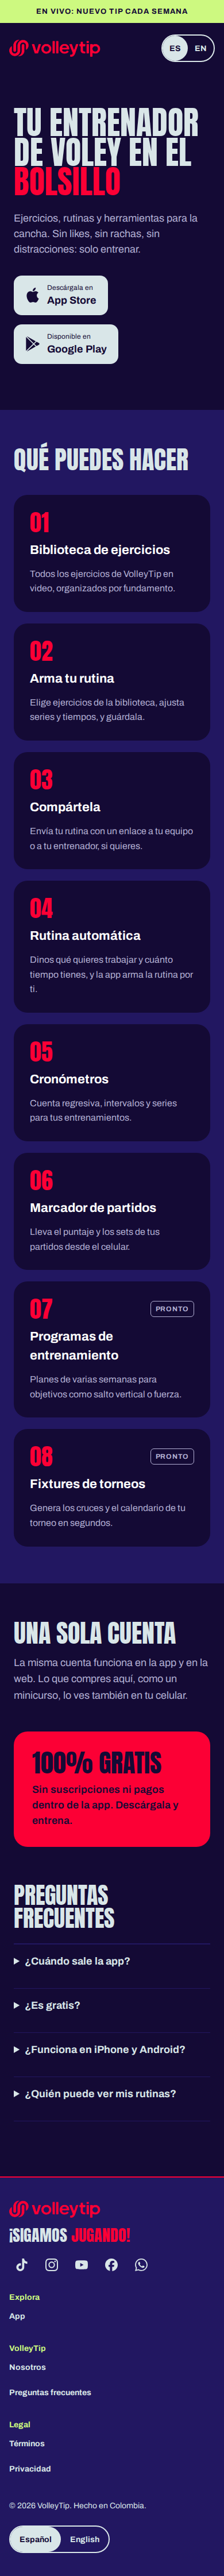 EN VIVO: NUEVO TIP CADA SEMANA
volleytip
ES EN
TU ENTRENADOR
DE VOLEY EN EL
BOLSILLO
Ejercicios, rutinas y herramientas para la
cancha. Sin likes, sin rachas, sin
distracciones: solo entrenar.
Descárgala en
App Store
Disponible en
Google Play
QUÉ PUEDES HACER
01
Biblioteca de ejercicios
Todos los ejercicios de VolleyTip en
video, organizados por fundamento.
02
Arma tu rutina
Elige ejercicios de la biblioteca, ajusta
series y tiempos, y guárdala.
03
Compártela
Envía tu rutina con un enlace a tu equipo
o a tu entrenador, si quieres.
04
Rutina automática
Dinos qué quieres trabajar y cuánto
tiempo tienes, y la app arma la rutina por
ti.
05
Cronómetros
Cuenta regresiva, intervalos y series
para tus entrenamientos.
06
Marcador de partidos
Lleva el puntaje y los sets de tus
partidos desde el celular.
07
PRONTO
Programas de
entrenamiento
Planes de varias semanas para
objetivos como salto vertical o fuerza.
08
PRONTO
Fixtures de torneos
Genera los cruces y el calendario de tu
torneo en segundos.
UNA SOLA CUENTA
La misma cuenta funciona en la app y en la
web. Lo que compres aquí, como un
minicurso, lo ves también en tu celular.
100% GRATIS
Sin suscripciones ni pagos
dentro de la app. Descárgala y
entrena.
PREGUNTAS
FRECUENTES
¿Cuándo sale la app?
¿Es gratis?
¿Funciona en iPhone y Android?
¿Quién puede ver mis rutinas?
volleytip
¡SIGAMOS JUGANDO!
Explora
App
VolleyTip
Nosotros
Preguntas frecuentes
Legal
Términos
Privacidad
© 2026 VolleyTip. Hecho en Colombia.
Español English